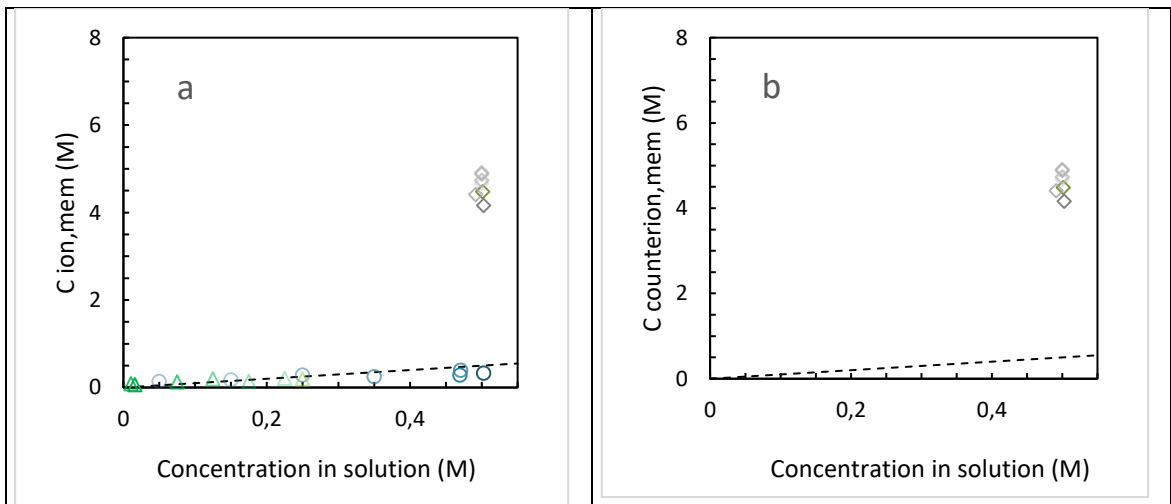 8
a
6
C ion,mem (M)
4
2
0
0 0,2 0,4
Concentration in solution (M)
8
b
6
C counterion,mem (M)
4
2
0
0 0,2 0,4
Concentration in solution (M)